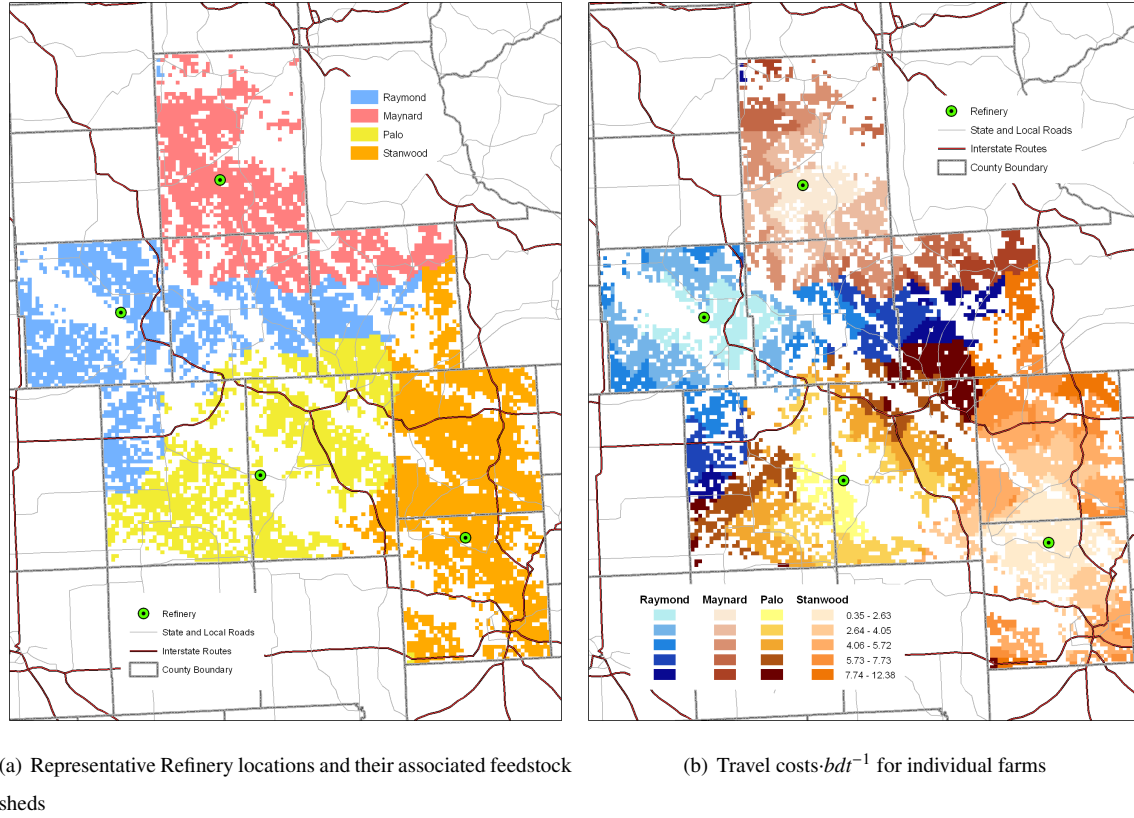 Raymond
Maynard
Palo
Stanwood
Refinery
State and Local Roads
Interstate Routes
County Boundary
Refinery
State and Local Roads
Interstate Routes
County Boundary
Raymond Maynard Palo Stanwood
0.35 - 2.63
2.64 - 4.05
4.06 - 5.72
5.73 - 7.73
7.74 - 12.38
(a) Representative Refinery locations and their associated feedstock
sheds
(b) Travel costs·bdt⁻¹ for individual farms